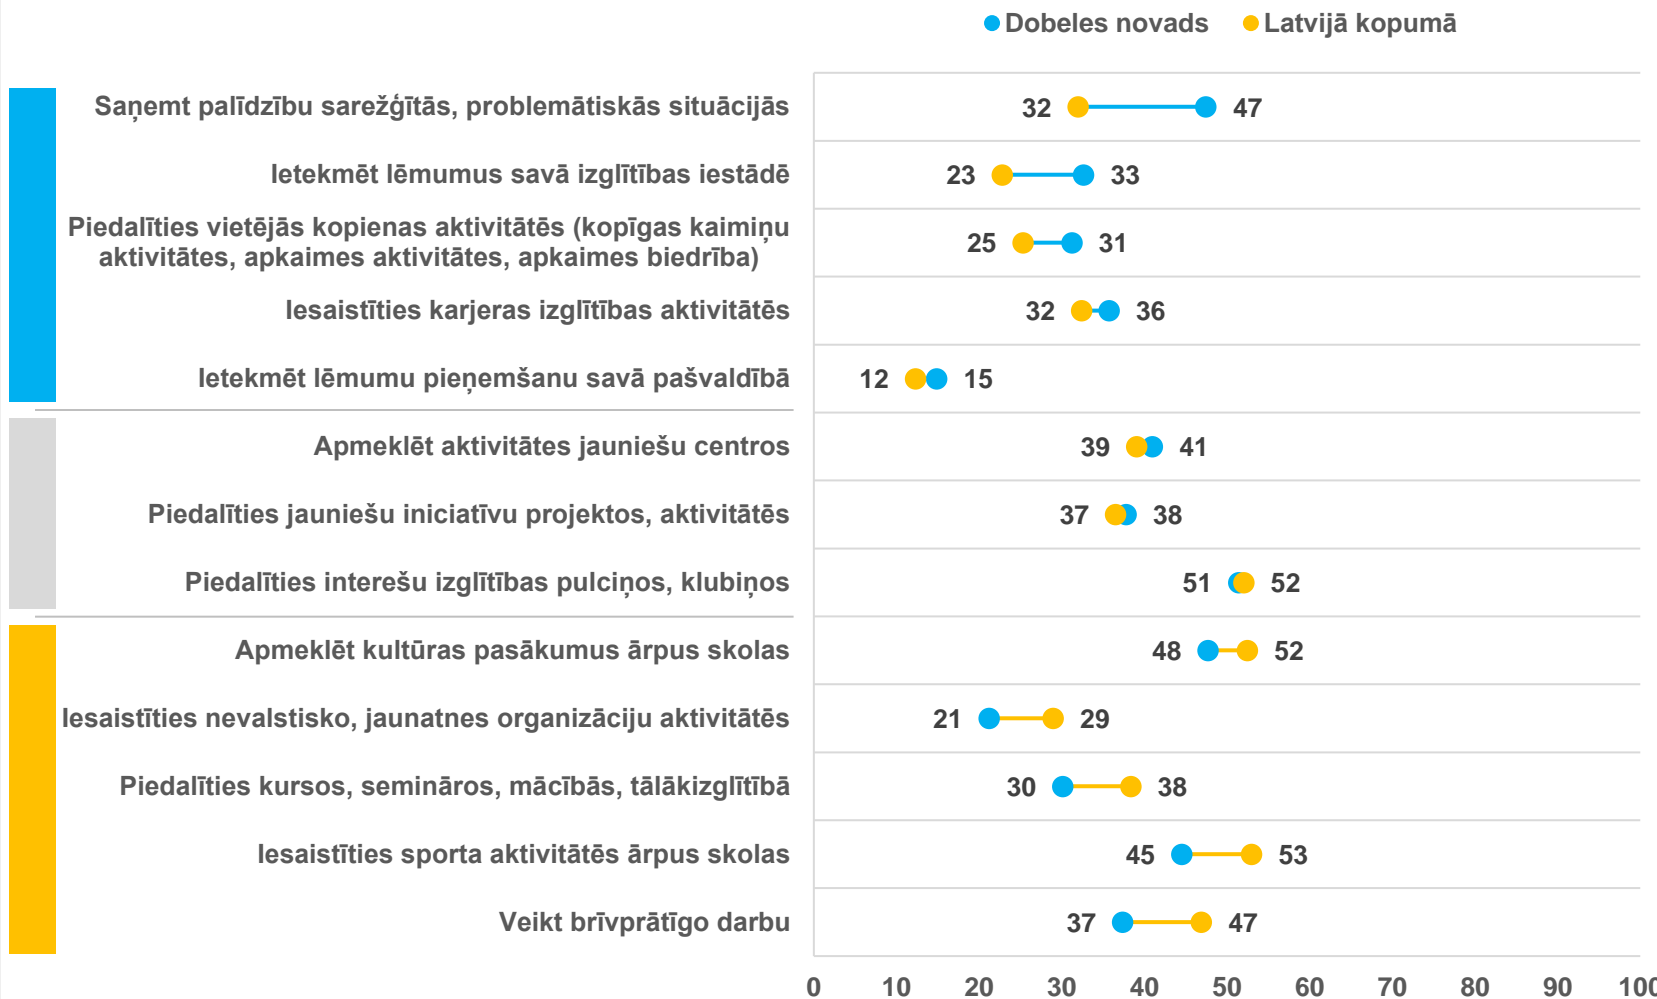 Dobeles novads Latvijā kopumā
Saņemt palīdzību sarežģītās, problemātiskās situācijās 32 47
Ietekmēt lēmumus savā izglītības iestādē 23 33
Piedalīties vietējās kopienas aktivitātēs (kopīgas kaimiņu
aktivitātes, apkaimes aktivitātes, apkaimes biedrība) 25 31
Iesaistīties karjeras izglītības aktivitātēs 32 36
Ietekmēt lēmumu pieņemšanu savā pašvaldībā 12 15
Apmeklēt aktivitātes jauniešu centros 39 41
Piedalīties jauniešu iniciatīvu projektos, aktivitātēs 37 38
Piedalīties interešu izglītības pulciņos, klubiņos 51 52
Apmeklēt kultūras pasākumus ārpus skolas 48 52
Iesaistīties nevalstisko, jaunatnes organizāciju aktivitātēs 21 29
Piedalīties kursos, semināros, mācībās, tālākizglītībā 30 38
Iesaistīties sporta aktivitātēs ārpus skolas 45 53
Veikt brīvprātīgo darbu 37 47
0 10 20 30 40 50 60 70 80 90 100